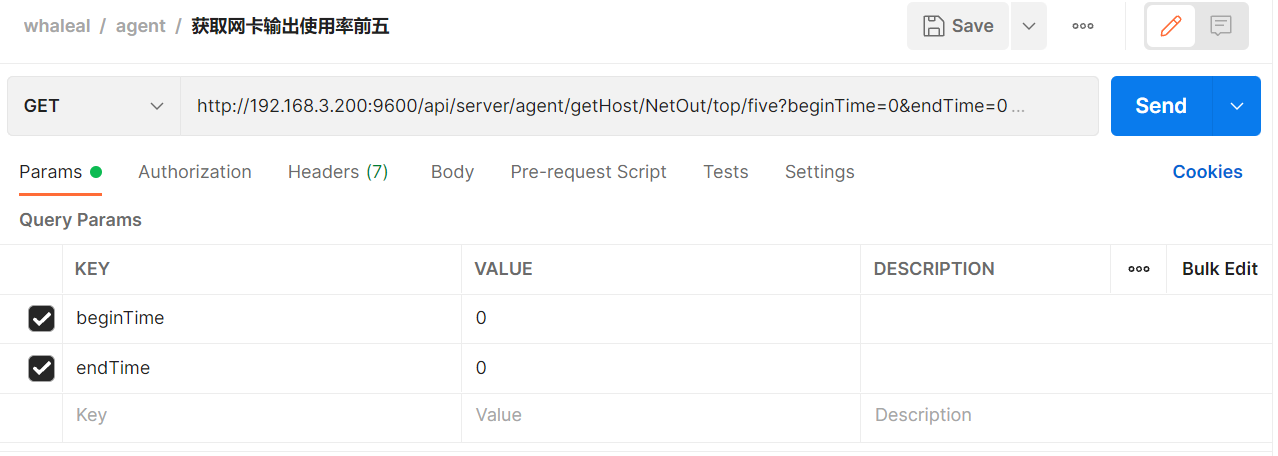 whaleal / agent / 获取网卡输出使用率前五
Save
GET
http://192.168.3.200:9600/api/server/agent/getHost/NetOut/top/five?beginTime=0&endTime=0 ...
Send
Params Authorization Headers (7) Body Pre-request Script Tests Settings Cookies
Query Params
KEY VALUE DESCRIPTION Bulk Edit
beginTime 0
endTime 0
Key Value Description